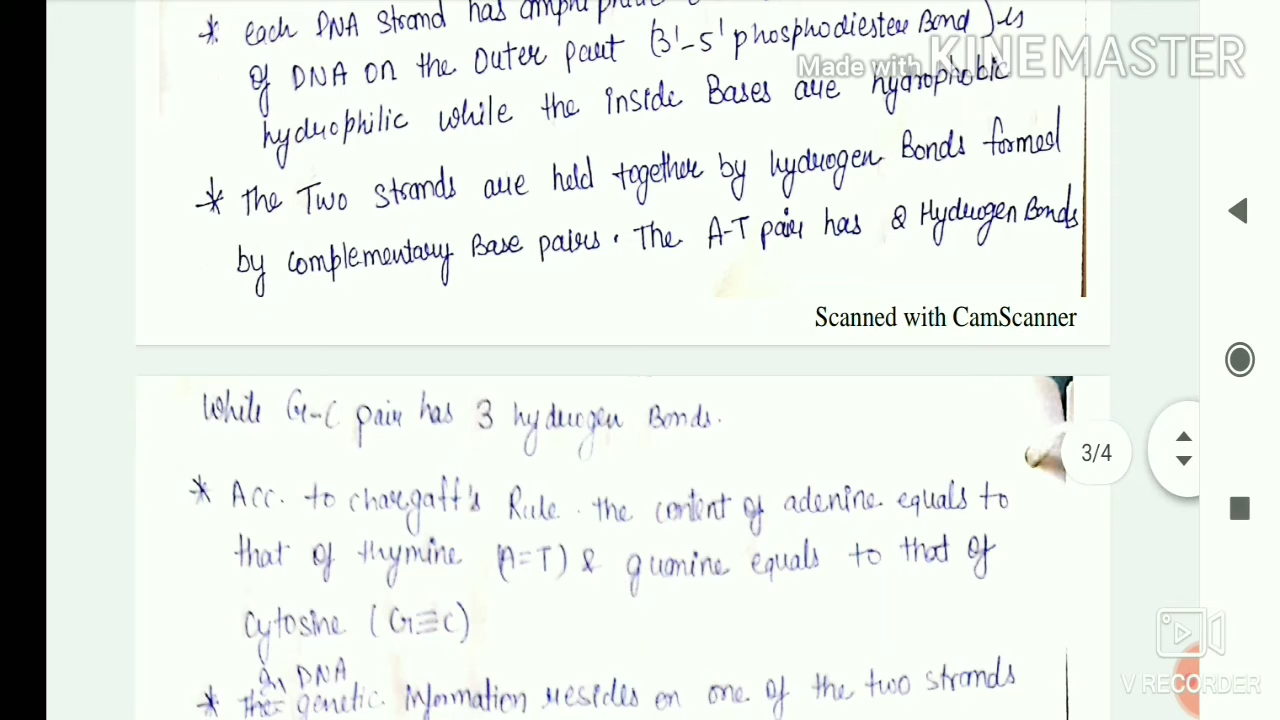 * each DNA strand has
of DNA on the outer part (3'-5' phosphodiester Bond) is
Made with KINEMASTER
hydrophilic while the inside Bases are hydrophobic
* The Two strands are held together by hydrogen Bonds formed
by complementary Base pairs. The A-T pair has 2 Hydrogen Bonds
Scanned with CamScanner
While G-C pair has 3 hydrogen Bonds.
3/4
* Acc. to chargaff's Rule. the content of adenine equals to
that of thymine (A=T) & guanine equals to that of
cytosine (G≡C)
In DNA
* The genetic Information resides on one of the two strands
V RECORDER